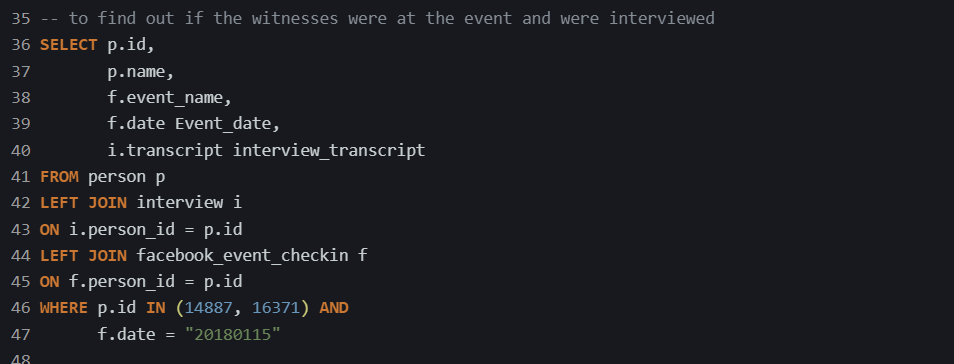 35 -- to find out if the witnesses were at the event and were interviewed
36 SELECT p.id,
37        p.name,
38        f.event_name,
39        f.date Event_date,
40        i.transcript interview_transcript
41 FROM person p
42 LEFT JOIN interview i
43 ON i.person_id = p.id
44 LEFT JOIN facebook_event_checkin f
45 ON f.person_id = p.id
46 WHERE p.id IN (14887, 16371) AND
47       f.date = "20180115"
48